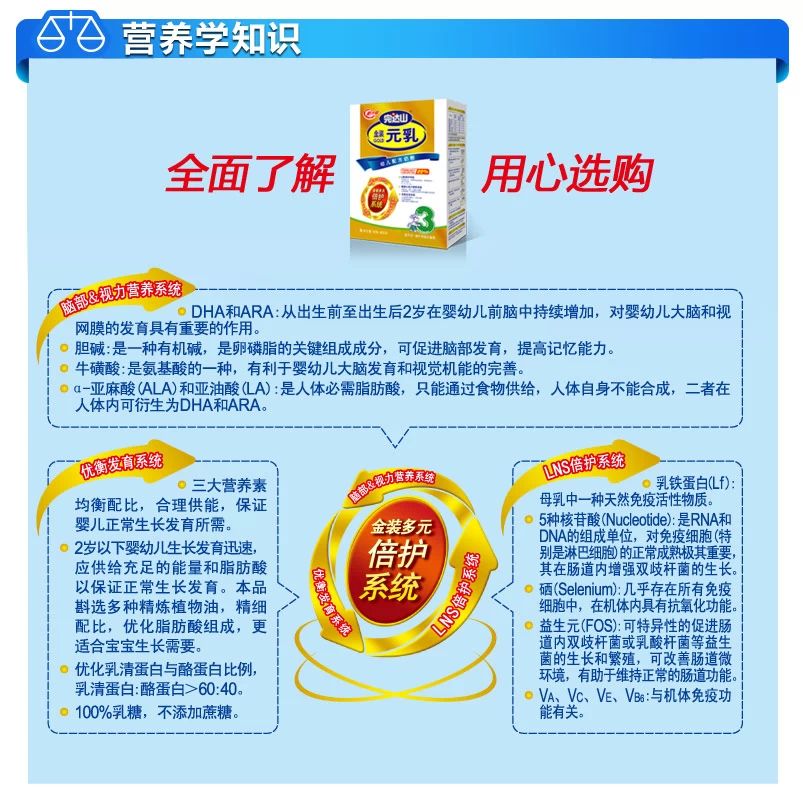 营养学知识
全面了解
用心选购
完达山
金装
GOLD
元乳
幼儿配方奶粉
金装多元
倍护
系统
3
脑部&视力营养系统
DHA和ARA:从出生前至出生后2岁在婴幼儿前脑中持续增加，对婴幼儿大脑和视
网膜的发育具有重要的作用。
胆碱:是一种有机碱，是卵磷脂的关键组成成分，可促进脑部发育，提高记忆能力。
牛磺酸:是氨基酸的一种，有利于婴幼儿大脑发育和视觉机能的完善。
α-亚麻酸(ALA)和亚油酸(LA):是人体必需脂肪酸，只能通过食物供给，人体自身不能合成，二者在
人体内可衍生为DHA和ARA。
优衡发育系统
三大营养素
均衡配比，合理供能，保证
婴儿正常生长发育所需。
2岁以下婴幼儿生长发育迅速，
应供给充足的能量和脂肪酸
以保证正常生长发育。本品
斟选多种精炼植物油，精细
配比，优化脂肪酸组成，更
适合宝宝生长需要。
优化乳清蛋白与酪蛋白比例，
乳清蛋白:酪蛋白>60:40。
100%乳糖，不添加蔗糖。
脑部&视力营养系统
金装多元
倍护
系统
优衡发育系统
LNS倍护系统
LNS倍护系统
乳铁蛋白(Lf):
母乳中一种天然免疫活性物质。
5种核苷酸(Nucleotide):是RNA和
DNA的组成单位，对免疫细胞(特
别是淋巴细胞)的正常成熟极其重要，
其在肠道内增强双歧杆菌的生长。
硒(Selenium):几乎存在所有免疫
细胞中，在机体内具有抗氧化功能。
益生元(FOS):可特异性的促进肠
道内双歧杆菌或乳酸杆菌等益生
菌的生长和繁殖，可改善肠道微
环境，有助于维持正常的肠道功能。
VA、VC、VE、VB6:与机体免疫功
能有关。